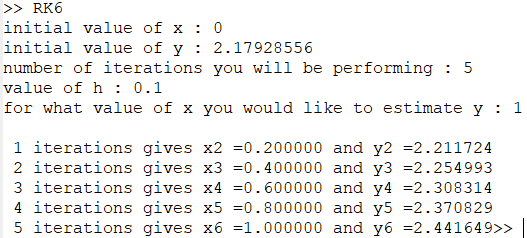 >> RK6
initial value of x : 0
initial value of y : 2.17928556
number of iterations you will be performing : 5
value of h : 0.1
for what value of x you would like to estimate y : 1
1 iterations gives x2 =0.200000 and y2 =2.211724
2 iterations gives x3 =0.400000 and y3 =2.254993
3 iterations gives x4 =0.600000 and y4 =2.308314
4 iterations gives x5 =0.800000 and y5 =2.370829
5 iterations gives x6 =1.000000 and y6 =2.441649>>